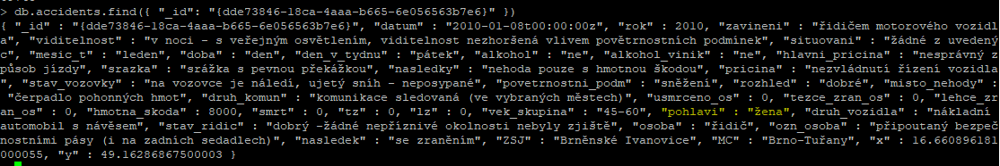 > db.accidents.find({ "_id": "{dde73846-18ca-4aaa-b665-6e056563b7e6}" })
{ "_id" : "{dde73846-18ca-4aaa-b665-6e056563b7e6}", "datum" : "2010-01-08t00:00:00z", "rok" : 2010, "zavineni" : "řidičem motorového vozidl
a", "viditelnost" : "v noci - s veřejným osvětlením, viditelnost nezhoršená vlivem povětrnostních podmínek", "situovani" : "žádné z uvedený
c", "mesic_t" : "leden", "doba" : "den", "den_v_tydnu" : "pátek", "alkohol" : "ne", "alkohol_vinik" : "ne", "hlavni_pricina" : "nesprávný z
působ jízdy", "srazka" : "srážka s pevnou překážkou", "nasledky" : "nehoda pouze s hmotnou škodou", "pricina" : "nezvládnutí řízení vozidla
", "stav_vozovky" : "na vozovce je náledí, ujetý sníh - neposypané", "povetrnostni_podm" : "sněžení", "rozhled" : "dobré", "misto_nehody" :
 "čerpadlo pohonných hmot", "druh_komun" : "komunikace sledovaná (ve vybraných městech)", "usmrceno_os" : 0, "tezce_zran_os" : 0, "lehce_zr
an_os" : 0, "hmotna_skoda" : 8000, "smrt" : 0, "tz" : 0, "lz" : 0, "vek_skupina" : "45-60", "pohlavi" : "žena", "druh_vozidla" : "nákladní
automobil s návěsem", "stav_ridic" : "dobrý -žádné nepříznivé okolnosti nebyly zjiště", "osoba" : "řidič", "ozn_osoba" : "připoutaný bezpeč
nostními pásy (i na zadních sedadlech)", "nasledek" : "se zraněním", "ZSJ" : "Brněnské Ivanovice", "MC" : "Brno-Tuřany", "x" : 16.660896181
000055, "y" : 49.16286867500003 }